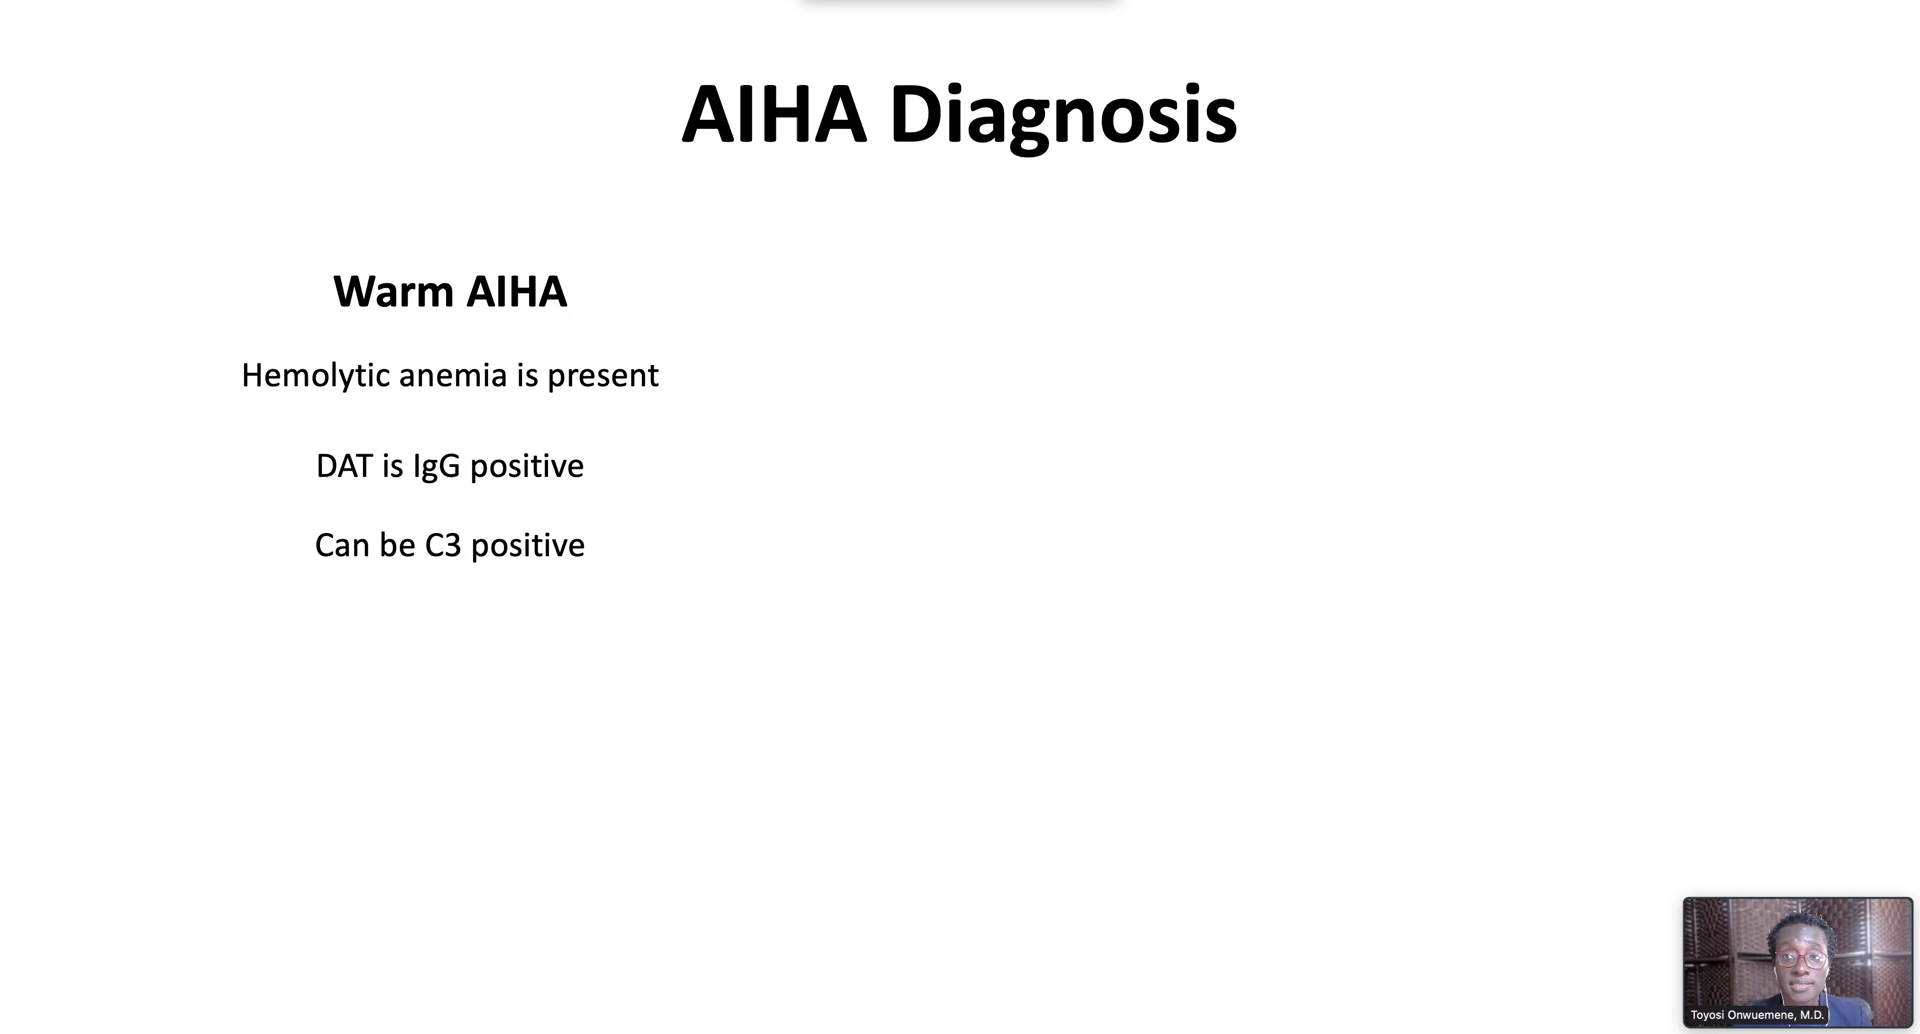 AIHA Diagnosis
Warm AIHA
Hemolytic anemia is present
DAT is IgG positive
Can be C3 positive
Toyosi Onwuemene, M.D.